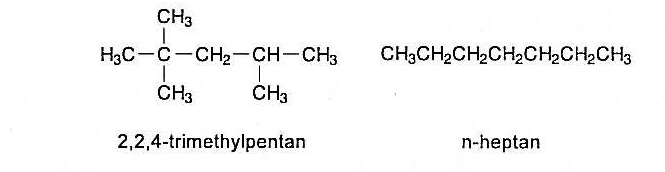 CH3
H3C—C—CH2—CH—CH3
CH3 CH3
CH3CH2CH2CH2CH2CH2CH3
2,2,4-trimethylpentan
n-heptan